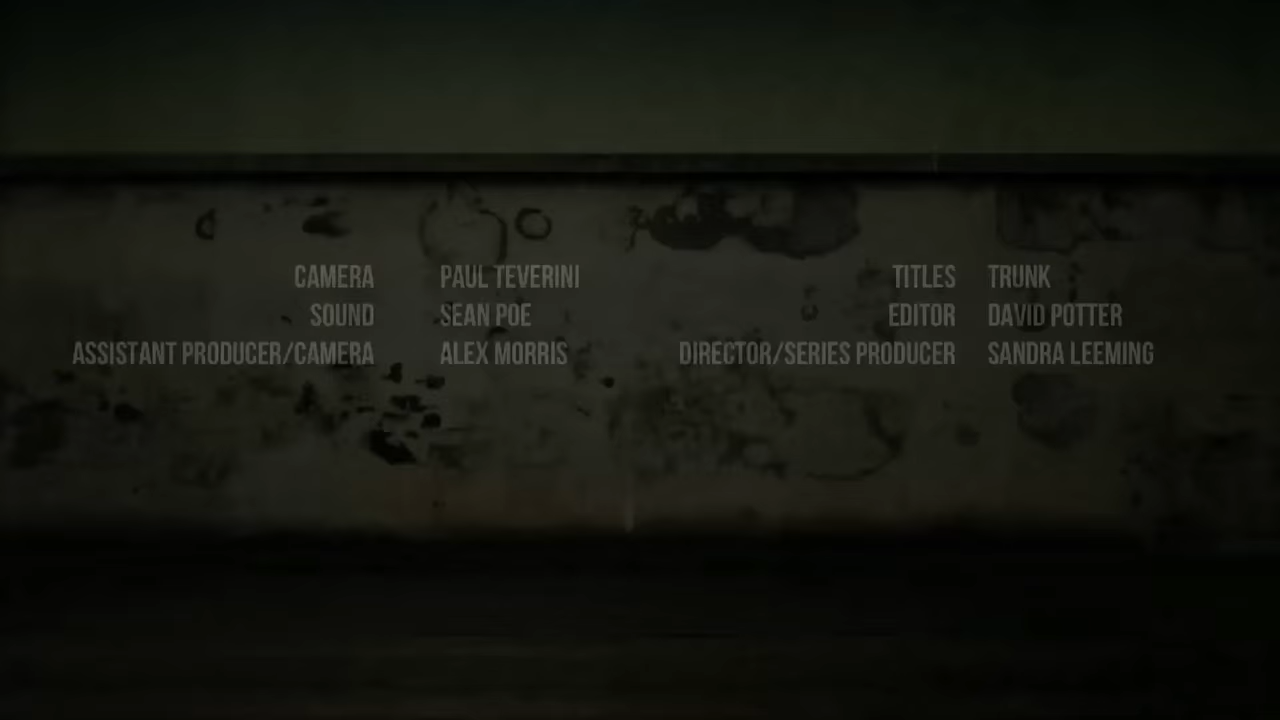 CAMERA PAUL TEVERINI
SOUND SEAN POE
ASSISTANT PRODUCER/CAMERA ALEX MORRIS
TITLES TRUNK
EDITOR DAVID POTTER
DIRECTOR/SERIES PRODUCER SANDRA LEEMING